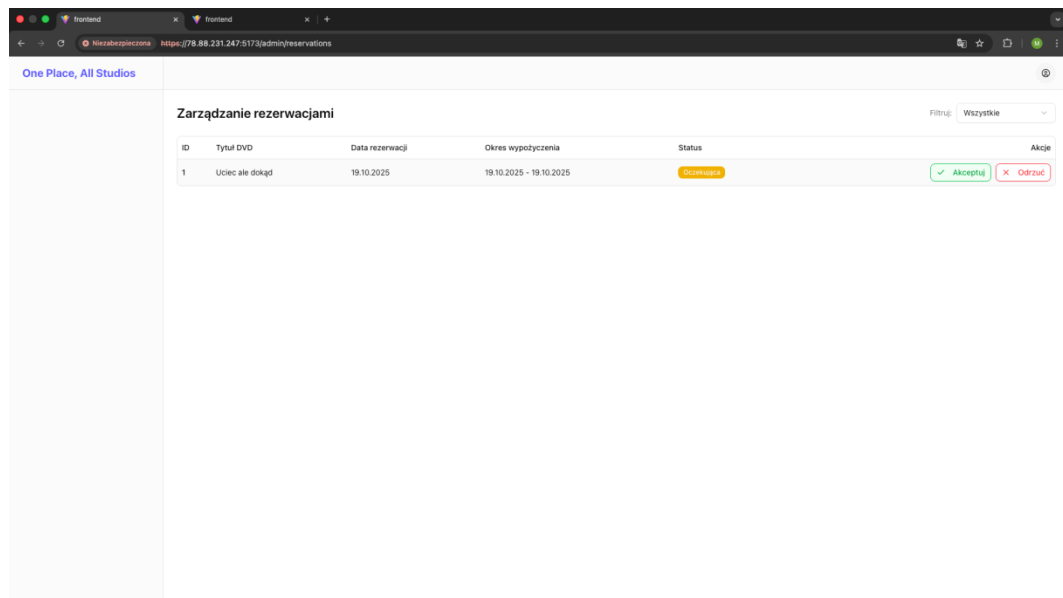 frontend
frontend
Niezabezpieczona https://78.88.231.247:5173/admin/reservations
M
One Place, All Studios
Zarządzanie rezerwacjami
Filtruj: Wszystkie
ID Tytuł DVD Data rezerwacji Okres wypożyczenia Status Akcje
1 Uciec ale dokąd 19.10.2025 19.10.2025 - 19.10.2025 Oczekująca Akceptuj Odrzuć